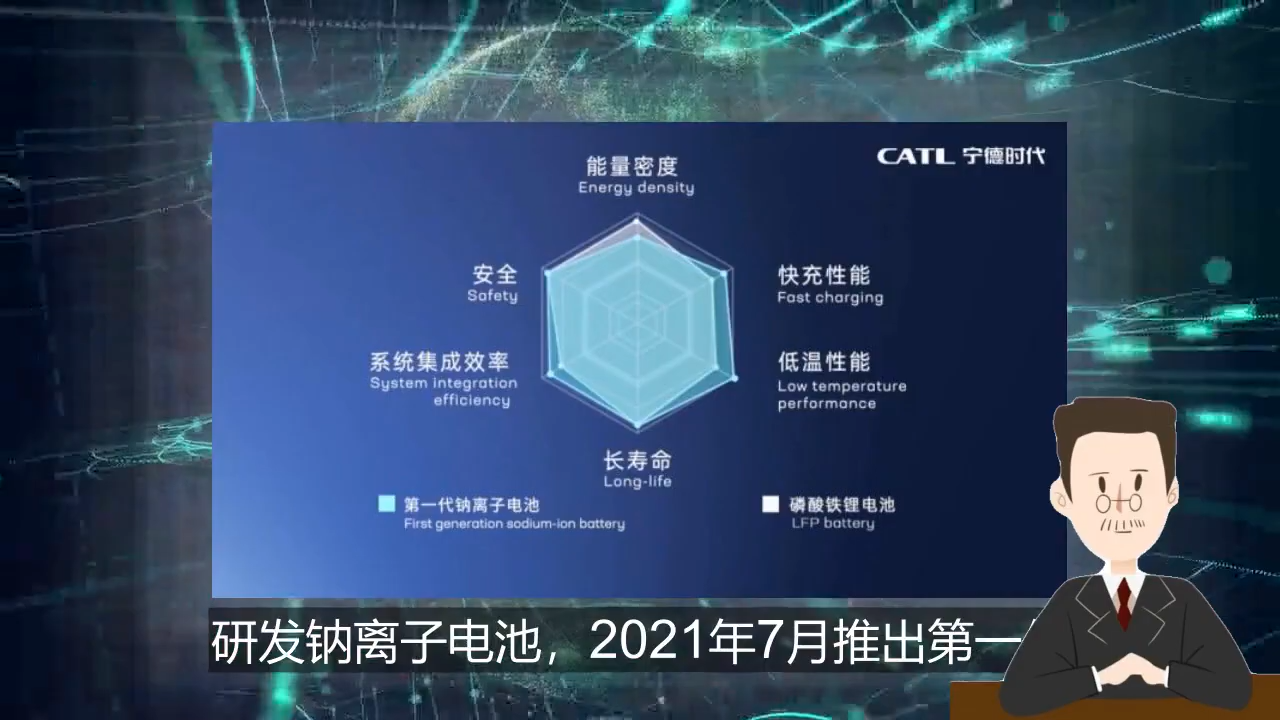 CATL 宁德时代
能量密度
Energy density
安全
Safety
快充性能
Fast charging
系统集成效率
System integration
efficiency
低温性能
Low temperature
performance
长寿命
Long-life
第一代钠离子电池
First generation sodium-ion battery
磷酸铁锂电池
LFP battery
研发钠离子电池，2021年7月推出第一